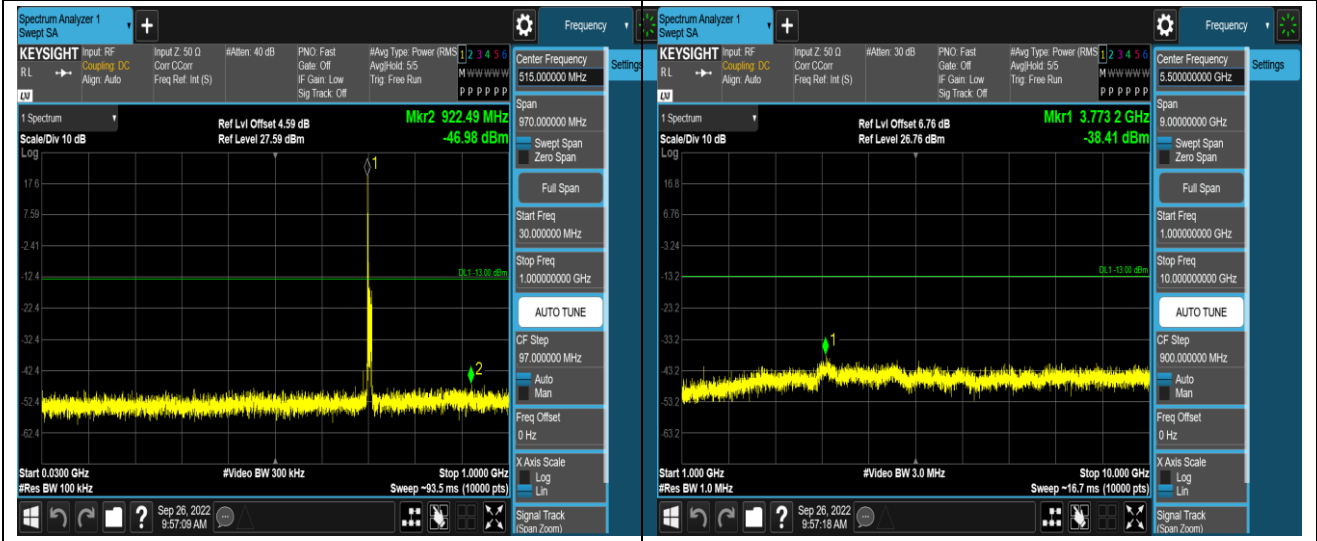 Spectrum Analyzer 1
Swept SA
+
Frequency
KEYSIGHT
RL
LXI
Input: RF
Coupling: DC
Align: Auto
Input Z: 50 Ω
Corr CCorr
Freq Ref: Int (S)
#Atten: 40 dB
PNO: Fast
Gate: Off
IF Gain: Low
Sig Track: Off
#Avg Type: Power (RMS
Avg|Hold: 5/5
Trig: Free Run
1 2 3 4 5 6
M W W W W W
P P P P P P
Center Frequency
515.000000 MHz
Settings
Span
970.000000 MHz
Swept Span
Zero Span
Full Span
Start Freq
30.000000 MHz
Stop Freq
1.000000000 GHz
AUTO TUNE
CF Step
97.000000 MHz
Auto
Man
Freq Offset
0 Hz
X Axis Scale
Log
Lin
Signal Track
(Span Zoom)
1 Spectrum
Scale/Div 10 dB
Log
Ref Lvl Offset 4.59 dB
Ref Level 27.59 dBm
Mkr2 922.49 MHz
-46.98 dBm
1
17.6
7.59
-2.41
-12.4
DL1 -13.00 dBm
-22.4
-32.4
-42.4
2
-52.4
-62.4
Start 0.0300 GHz
#Res BW 100 kHz
#Video BW 300 kHz
Stop 1.0000 GHz
Sweep ~93.5 ms (10000 pts)
?
Sep 26, 2022
9:57:09 AM
Spectrum Analyzer 1
Swept SA
+
Frequency
KEYSIGHT
RL
LXI
Input: RF
Coupling: DC
Align: Auto
Input Z: 50 Ω
Corr CCorr
Freq Ref: Int (S)
#Atten: 30 dB
PNO: Fast
Gate: Off
IF Gain: Low
Sig Track: Off
#Avg Type: Power (RMS
Avg|Hold: 5/5
Trig: Free Run
1 2 3 4 5 6
M W W W W W
P P P P P P
Center Frequency
5.500000000 GHz
Settings
Span
9.00000000 GHz
Swept Span
Zero Span
Full Span
Start Freq
1.000000000 GHz
Stop Freq
10.000000000 GHz
AUTO TUNE
CF Step
900.000000 MHz
Auto
Man
Freq Offset
0 Hz
X Axis Scale
Log
Lin
Signal Track
(Span Zoom)
1 Spectrum
Scale/Div 10 dB
Log
Ref Lvl Offset 6.76 dB
Ref Level 26.76 dBm
Mkr1 3.773 2 GHz
-38.41 dBm
16.8
6.76
-3.24
-13.2
DL1 -13.00 dBm
-23.2
-33.2
1
-43.2
-53.2
-63.2
Start 1.000 GHz
#Res BW 1.0 MHz
#Video BW 3.0 MHz
Stop 10.000 GHz
Sweep ~16.7 ms (10000 pts)
?
Sep 26, 2022
9:57:18 AM